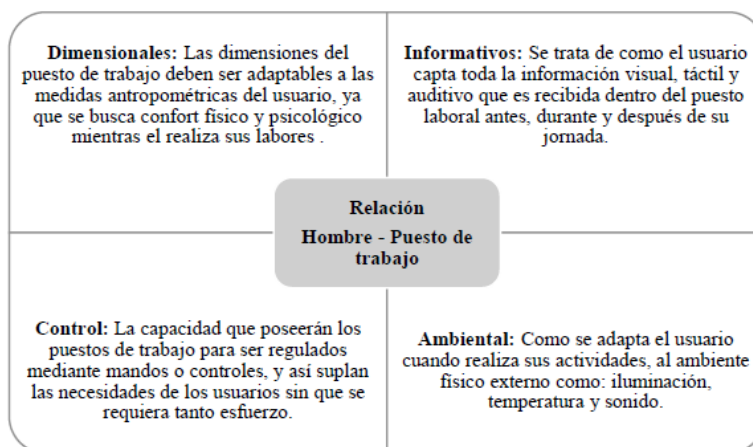 Dimensionales: Las dimensiones del
puesto de trabajo deben ser adaptables a las
medidas antropométricas del usuario, ya
que se busca confort físico y psicológico
mientras el realiza sus labores .
Informativos: Se trata de como el usuario
capta toda la información visual, táctil y
auditivo que es recibida dentro del puesto
laboral antes, durante y después de su
jornada.
Relación
Hombre - Puesto de
trabajo
Control: La capacidad que poseerán los
puestos de trabajo para ser regulados
mediante mandos o controles, y así suplan
las necesidades de los usuarios sin que se
requiera tanto esfuerzo.
Ambiental: Como se adapta el usuario
cuando realiza sus actividades, al ambiente
físico externo como: iluminación,
temperatura y sonido.